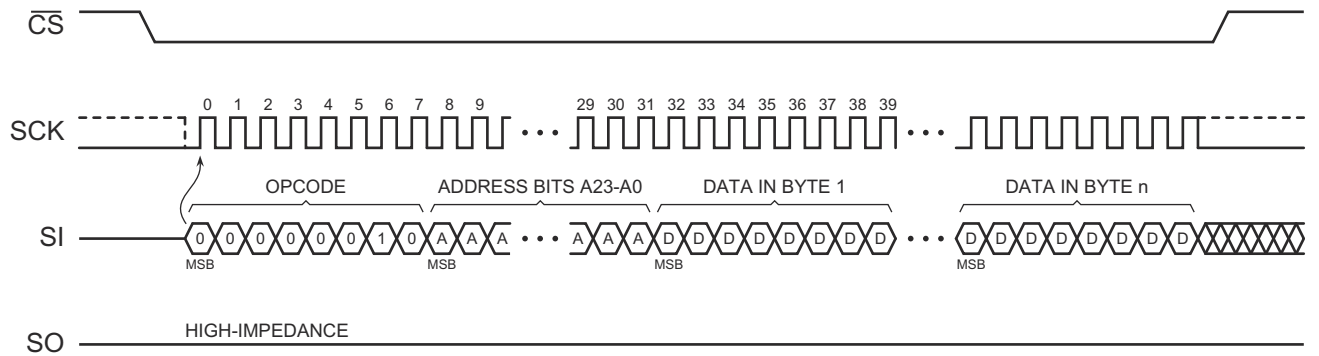 CS
0 1 2 3 4 5 6 7 8 9 29 30 31 32 33 34 35 36 37 38 39
SCK
OPCODE ADDRESS BITS A23-A0 DATA IN BYTE 1 DATA IN BYTE n
SI 0 0 0 0 0 0 1 0 A A A A A A D D D D D D D D D D D D D D D D
MSB MSB MSB MSB
HIGH-IMPEDANCE
SO